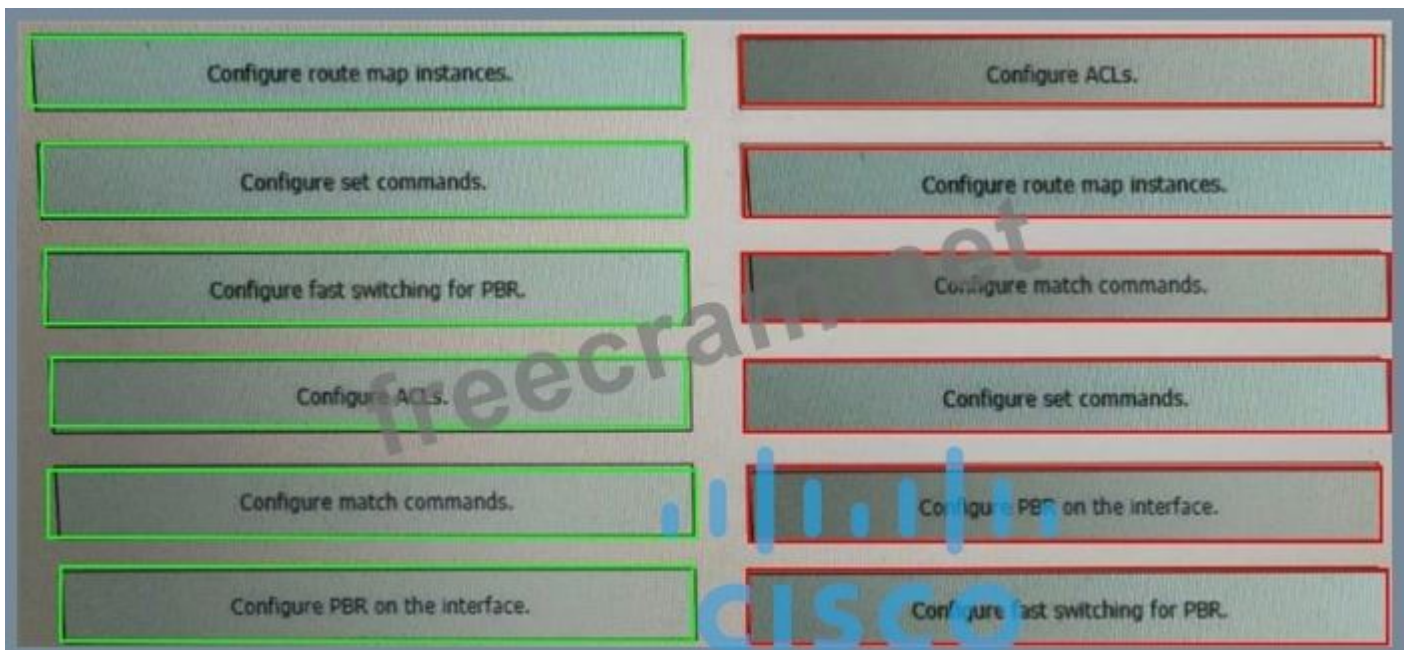 Configure route map instances.
Configure ACLs.
Configure set commands.
Configure route map instances.
Configure fast switching for PBR.
Configure match commands.
Configure ACLs.
Configure set commands.
Configure match commands.
Configure PBR on the interface.
Configure PBR on the interface.
Configure fast switching for PBR.
freecram.net
CISCO